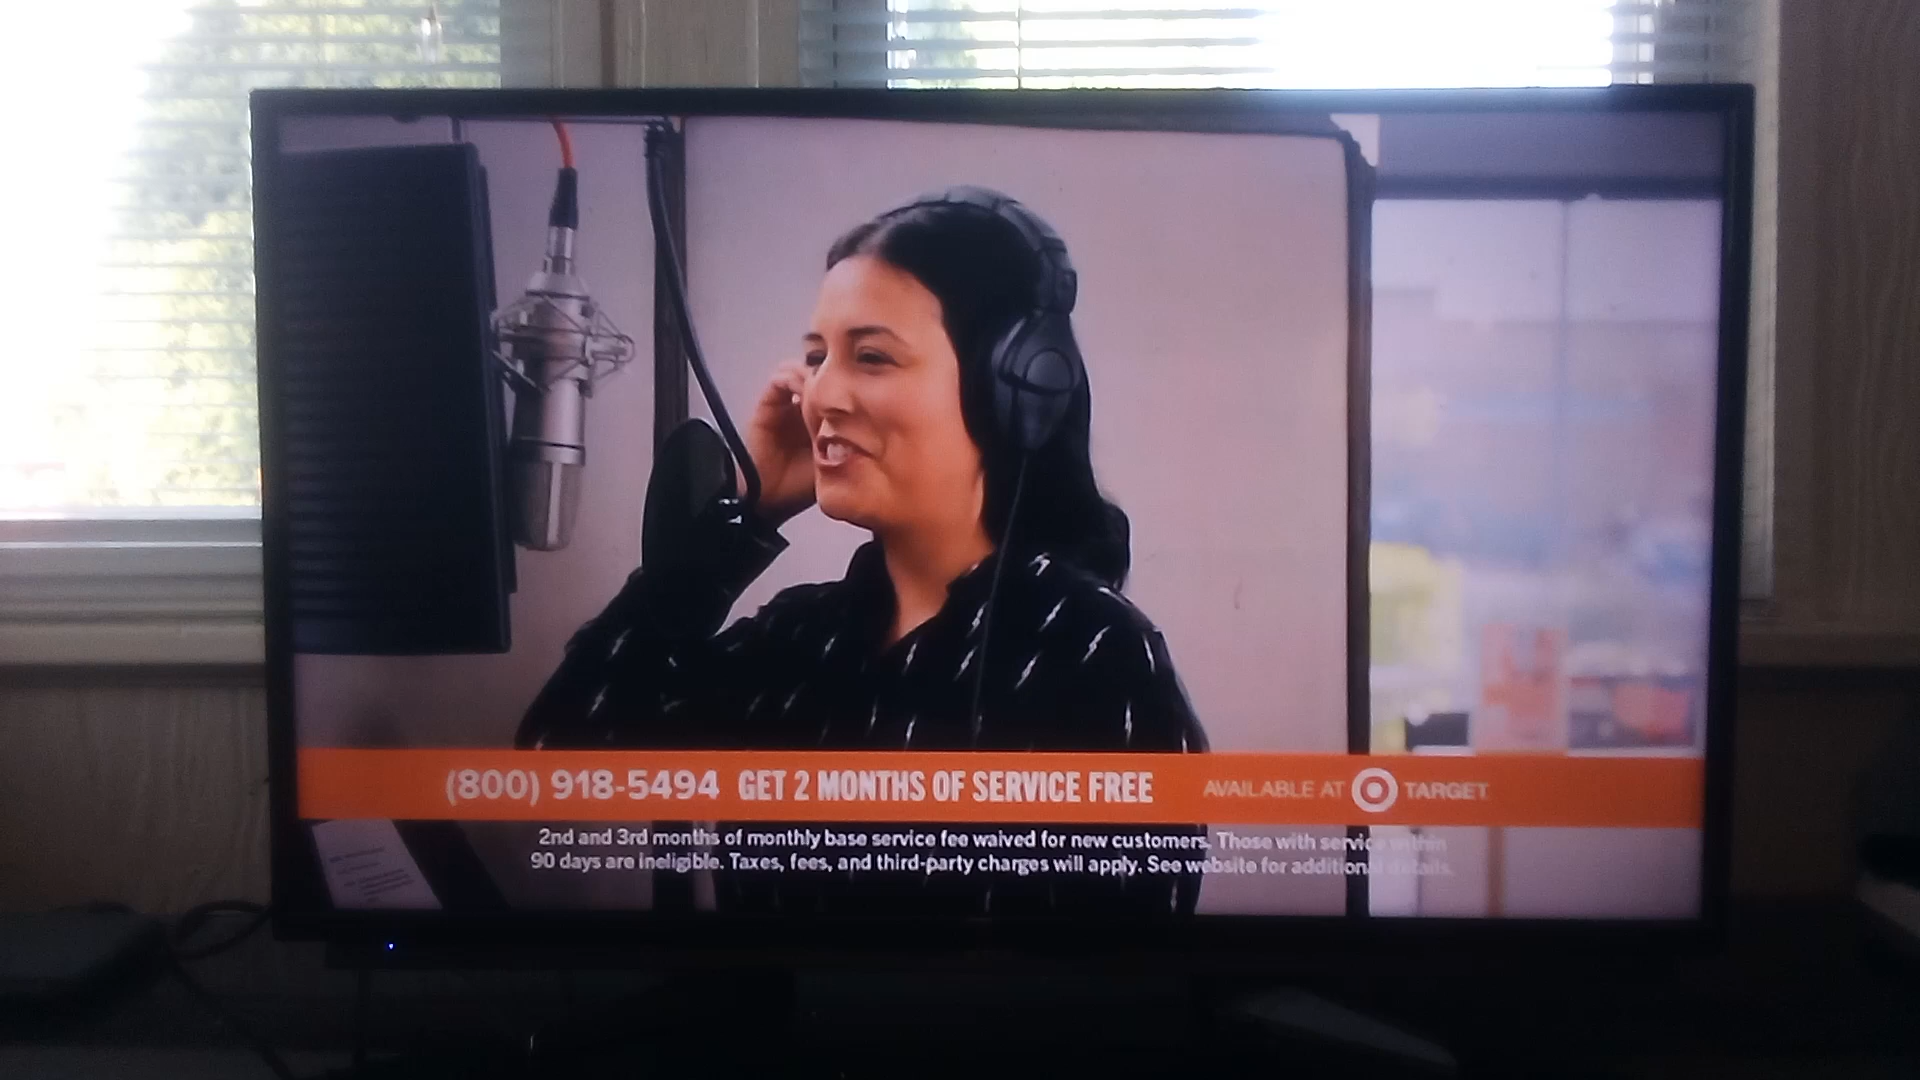 (800) 918-5494 GET 2 MONTHS OF SERVICE FREE AVAILABLE AT TARGET
2nd and 3rd months of monthly base service fee waived for new customers. Those with service within
90 days are ineligible. Taxes, fees, and third-party charges will apply. See website for additional details.